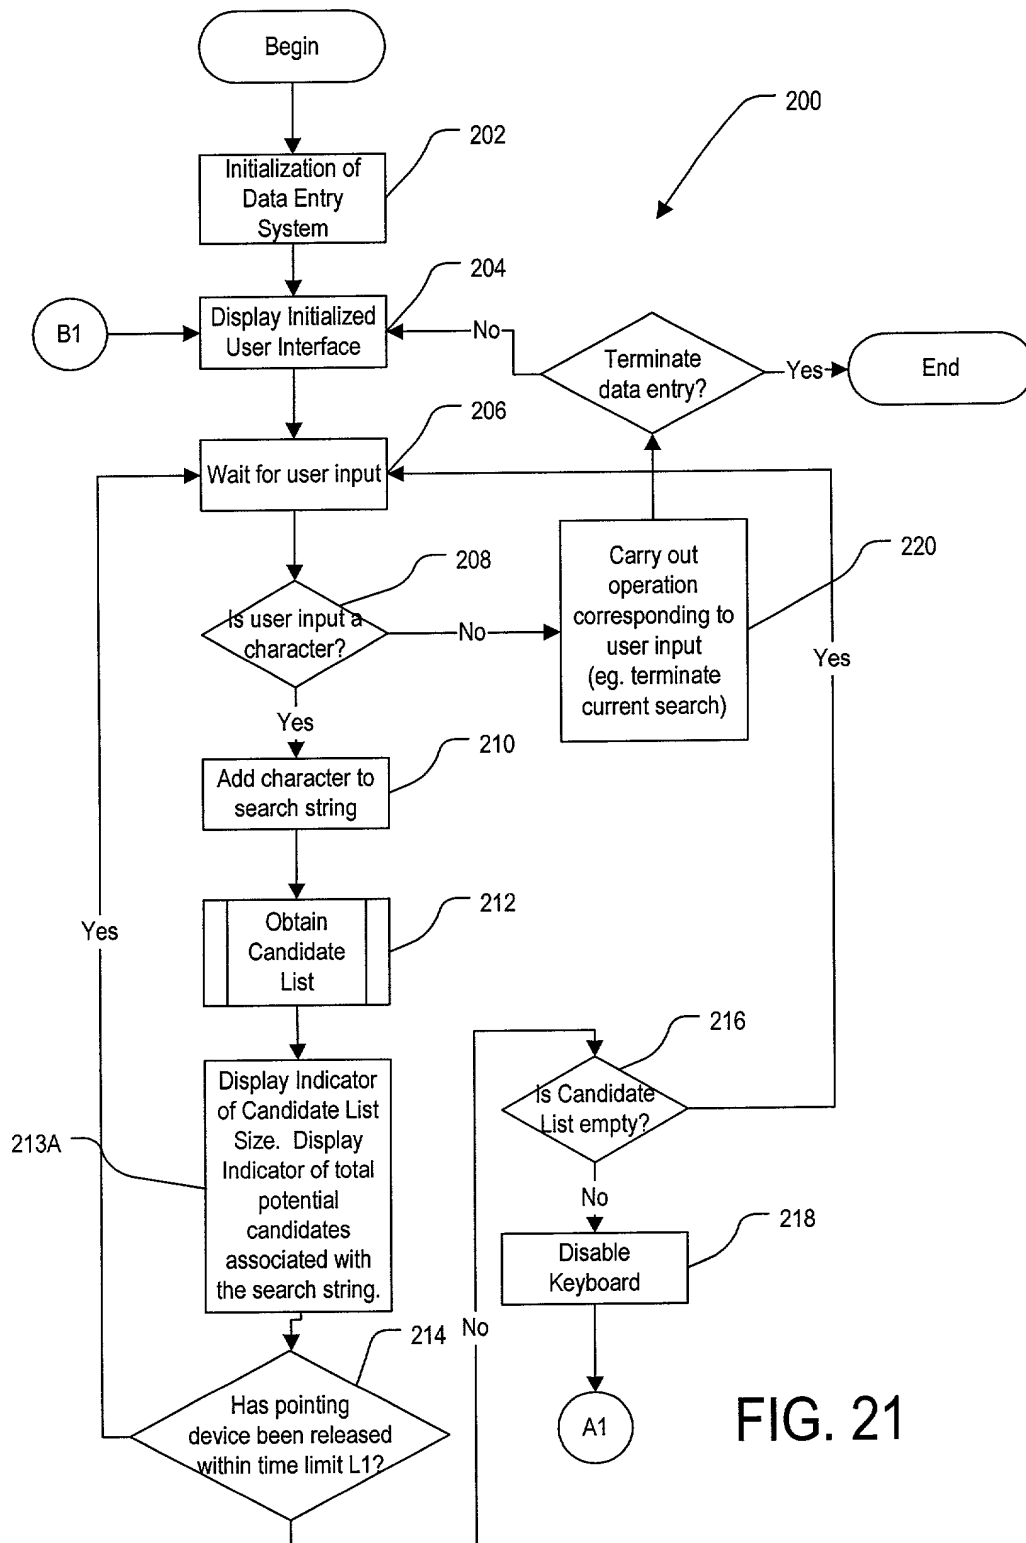 Begin
200
202
Initialization of
Data Entry
System
204
B1
Display Initialized
User Interface
No
Terminate
data entry?
Yes
End
206
Wait for user input
208
Is user input a
character?
No
Carry out
operation
corresponding to
user input
(eg. terminate
current search)
220
Yes
Yes
210
Add character to
search string
212
Obtain
Candidate
List
Yes
216
Is Candidate
List empty?
213A
Display Indicator
of Candidate List
Size. Display
Indicator of total
potential
candidates
associated with
the search string.
No
218
Disable
Keyboard
214
No
Has pointing
device been released
within time limit L1?
A1
FIG. 21